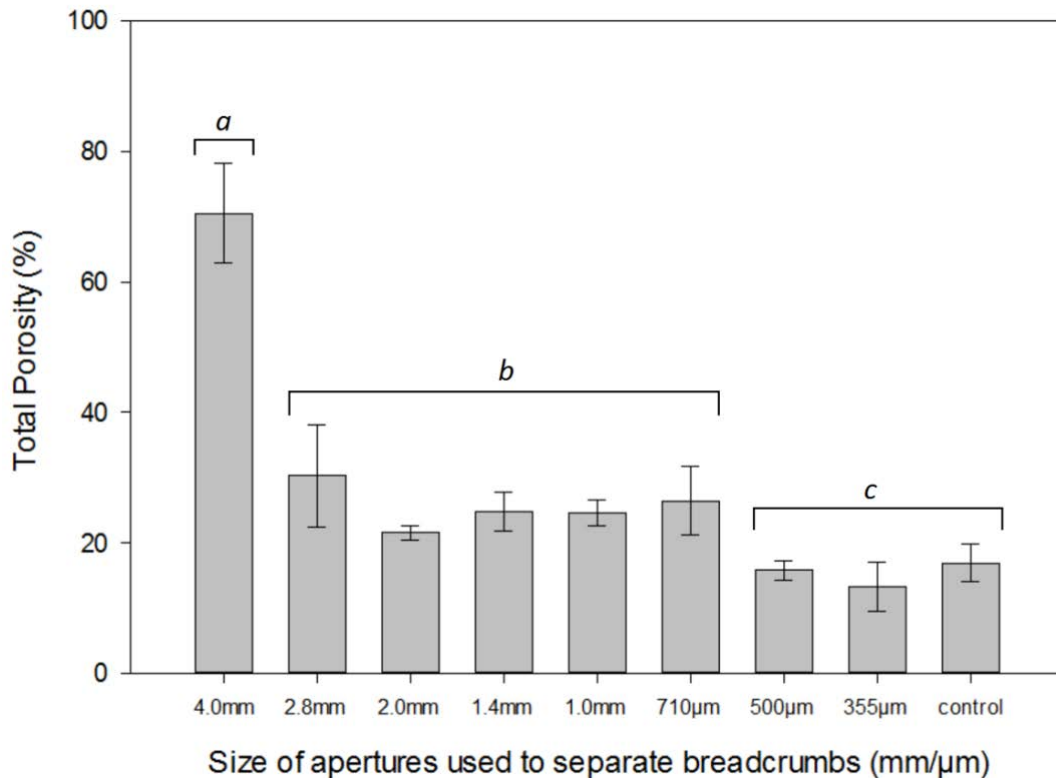 Total Porosity (%)
100
80
60
40
20
0
a
b
c
4.0mm 2.8mm 2.0mm 1.4mm 1.0mm 710µm 500µm 355µm control
Size of apertures used to separate breadcrumbs (mm/µm)